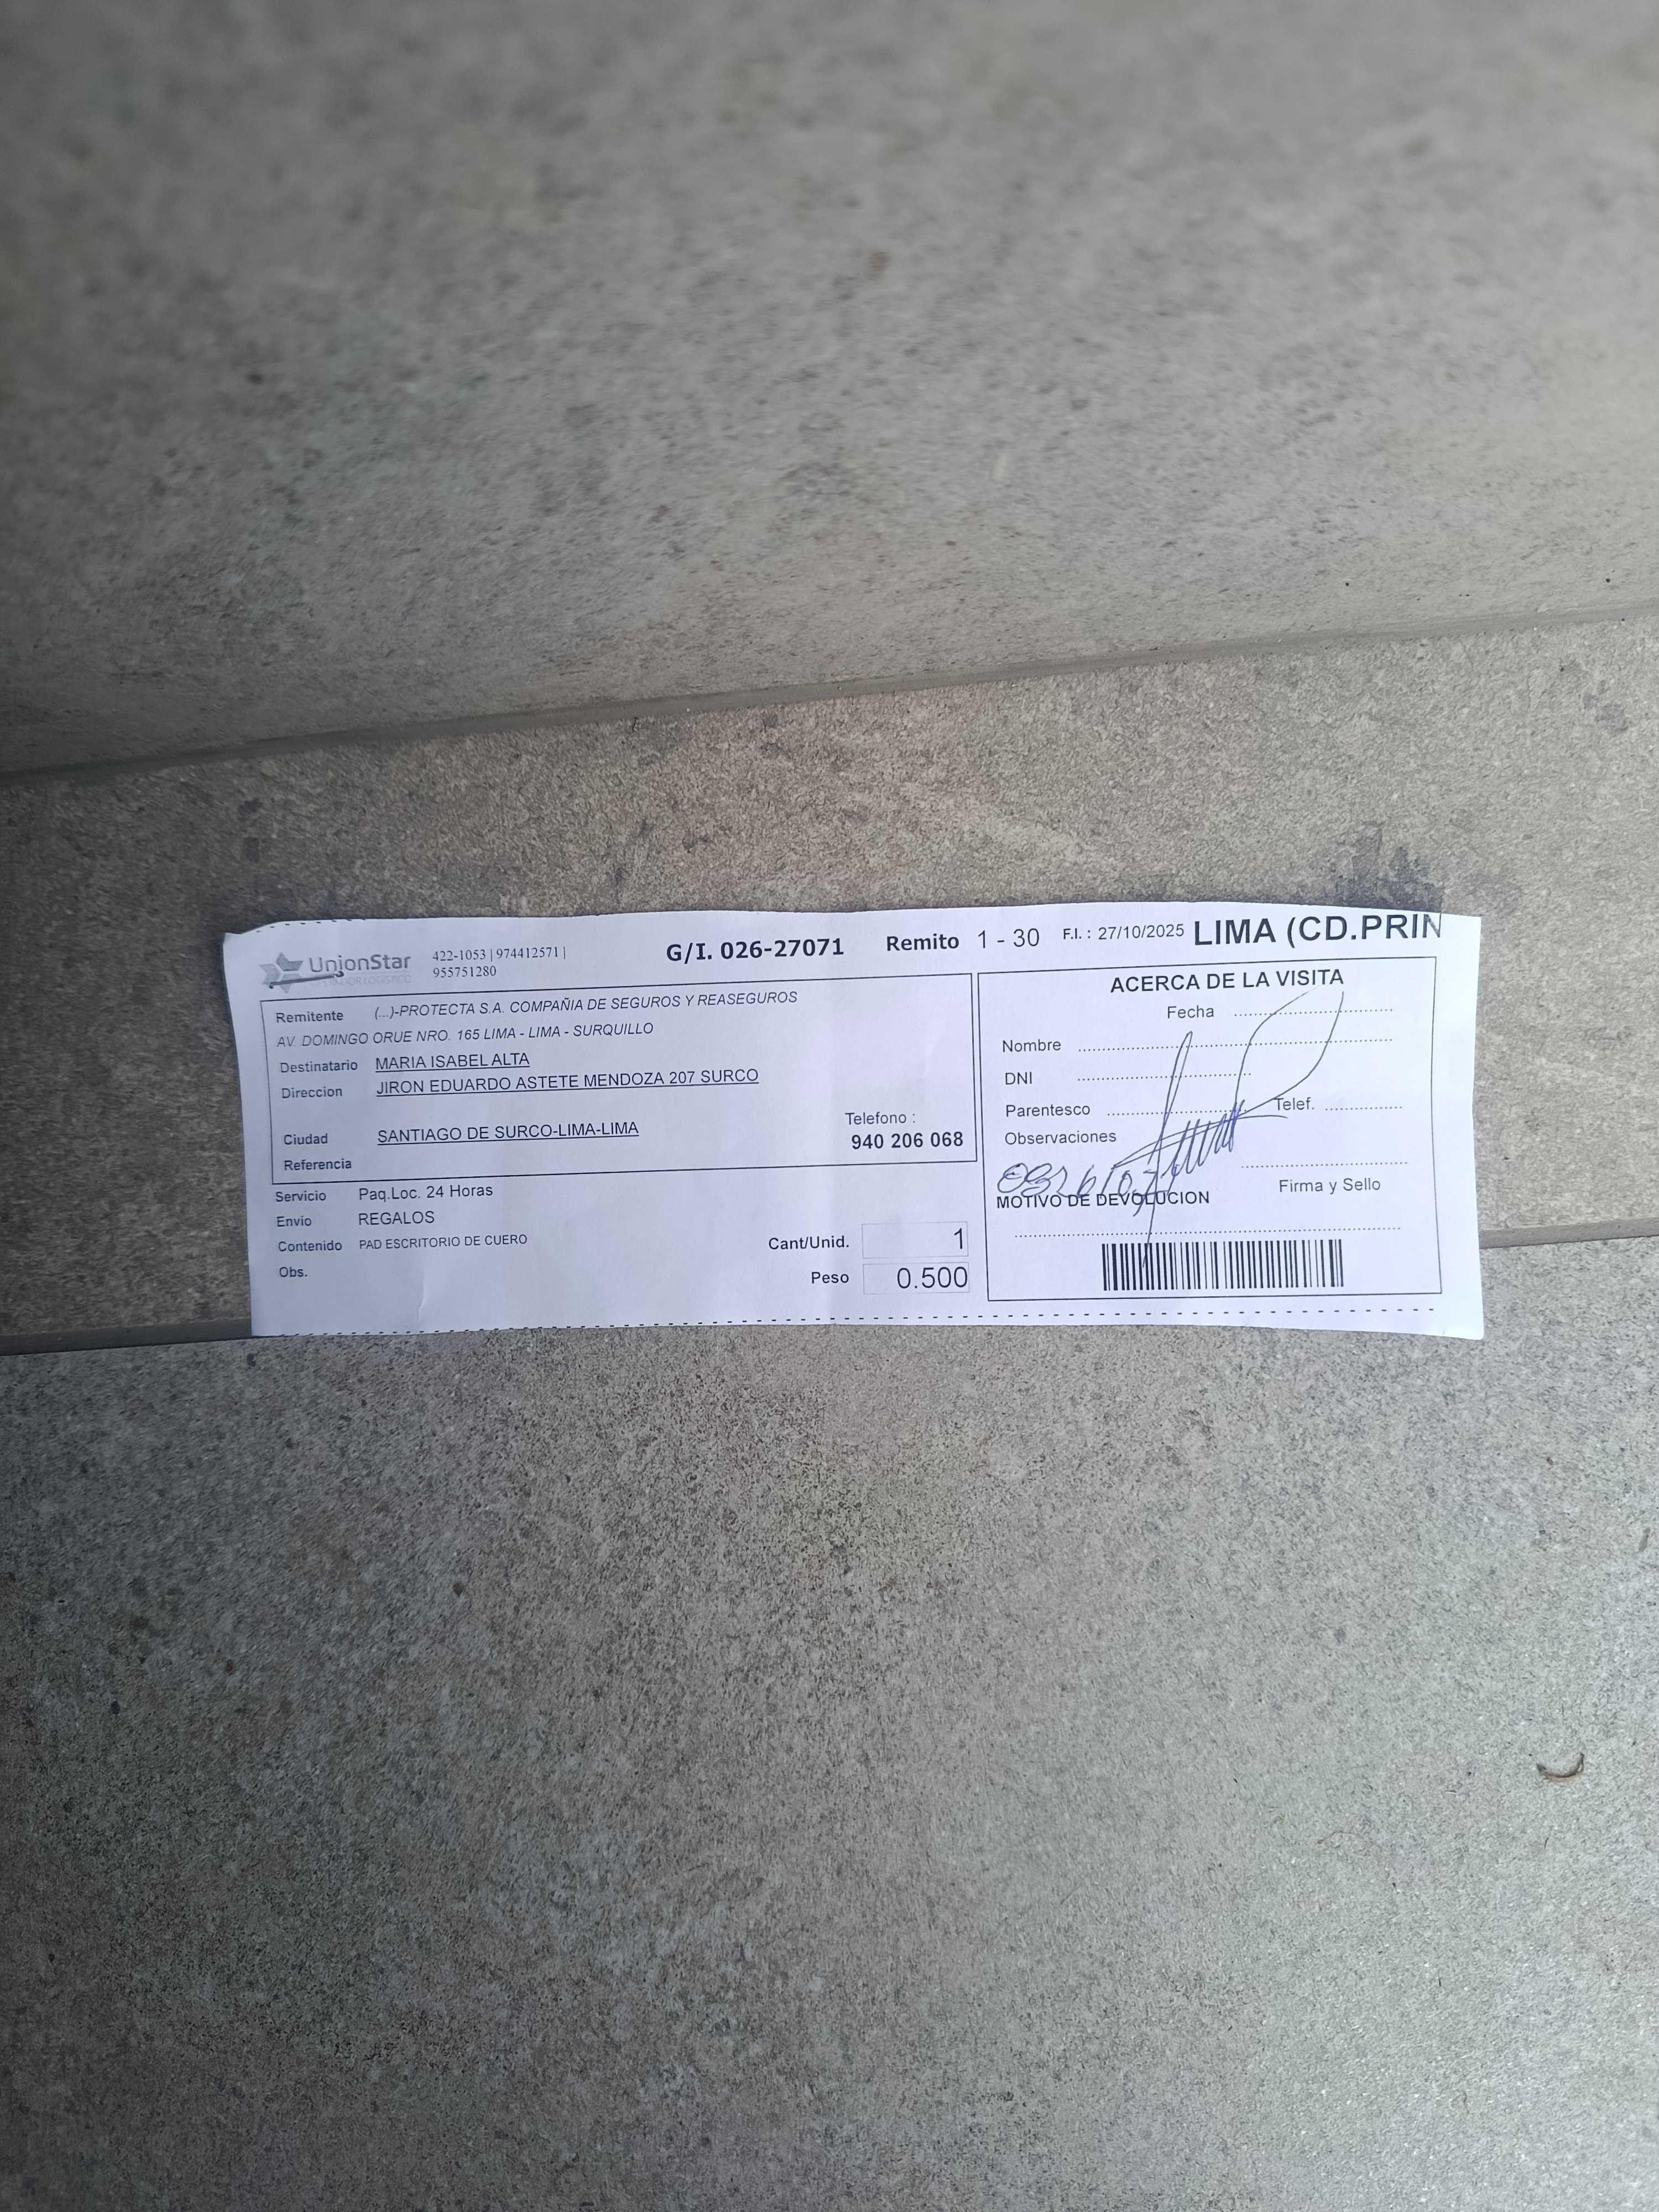 UnionStar
OPERADOR LOGISTICO
422-1053 | 974412571 |
955751280
G/I. 026-27071
Remito 1 - 30
F.I. : 27/10/2025
LIMA (CD.PRIN
Remitente (...)-PROTECTA S.A. COMPAÑIA DE SEGUROS Y REASEGUROS
AV. DOMINGO ORUE NRO. 165 LIMA - LIMA - SURQUILLO
Destinatario MARIA ISABEL ALTA
Direccion JIRON EDUARDO ASTETE MENDOZA 207 SURCO
Telefono :
Ciudad SANTIAGO DE SURCO-LIMA-LIMA
940 206 068
Referencia
Servicio Paq.Loc. 24 Horas
Envio REGALOS
Contenido PAD ESCRITORIO DE CUERO
Obs.
Cant/Unid. 1
Peso 0.500
ACERCA DE LA VISITA
Fecha
Nombre
DNI
Parentesco Telef.
Observaciones
Firma y Sello
MOTIVO DE DEVOLUCION